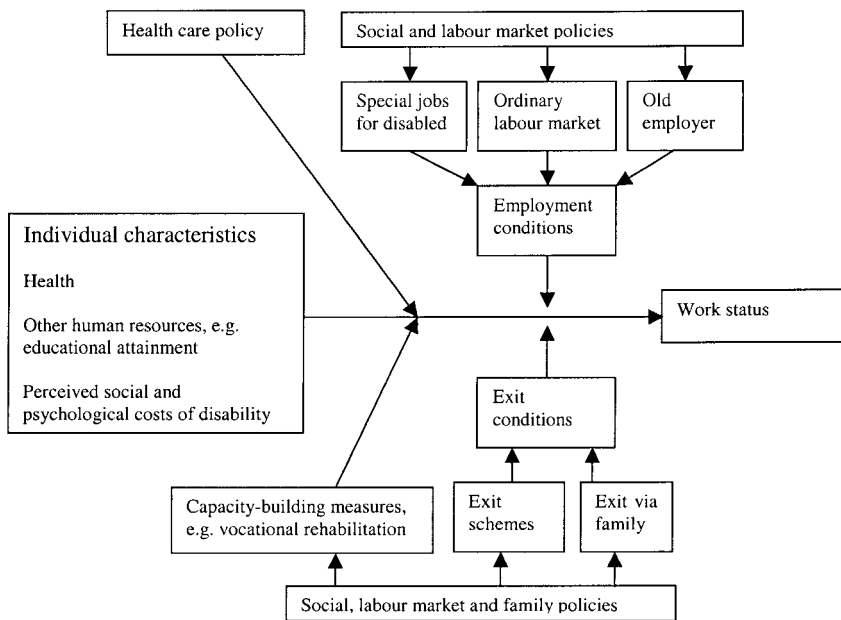 Health care policy
Social and labour market policies
Special jobs
for disabled
Ordinary
labour market
Old
employer
Employment
conditions
Individual characteristics
Health
Other human resources, e.g.
educational attainment
Perceived social and
psychological costs of disability
Work status
Exit
conditions
Capacity-building measures,
e.g. vocational rehabilitation
Exit
schemes
Exit via
family
Social, labour market and family policies